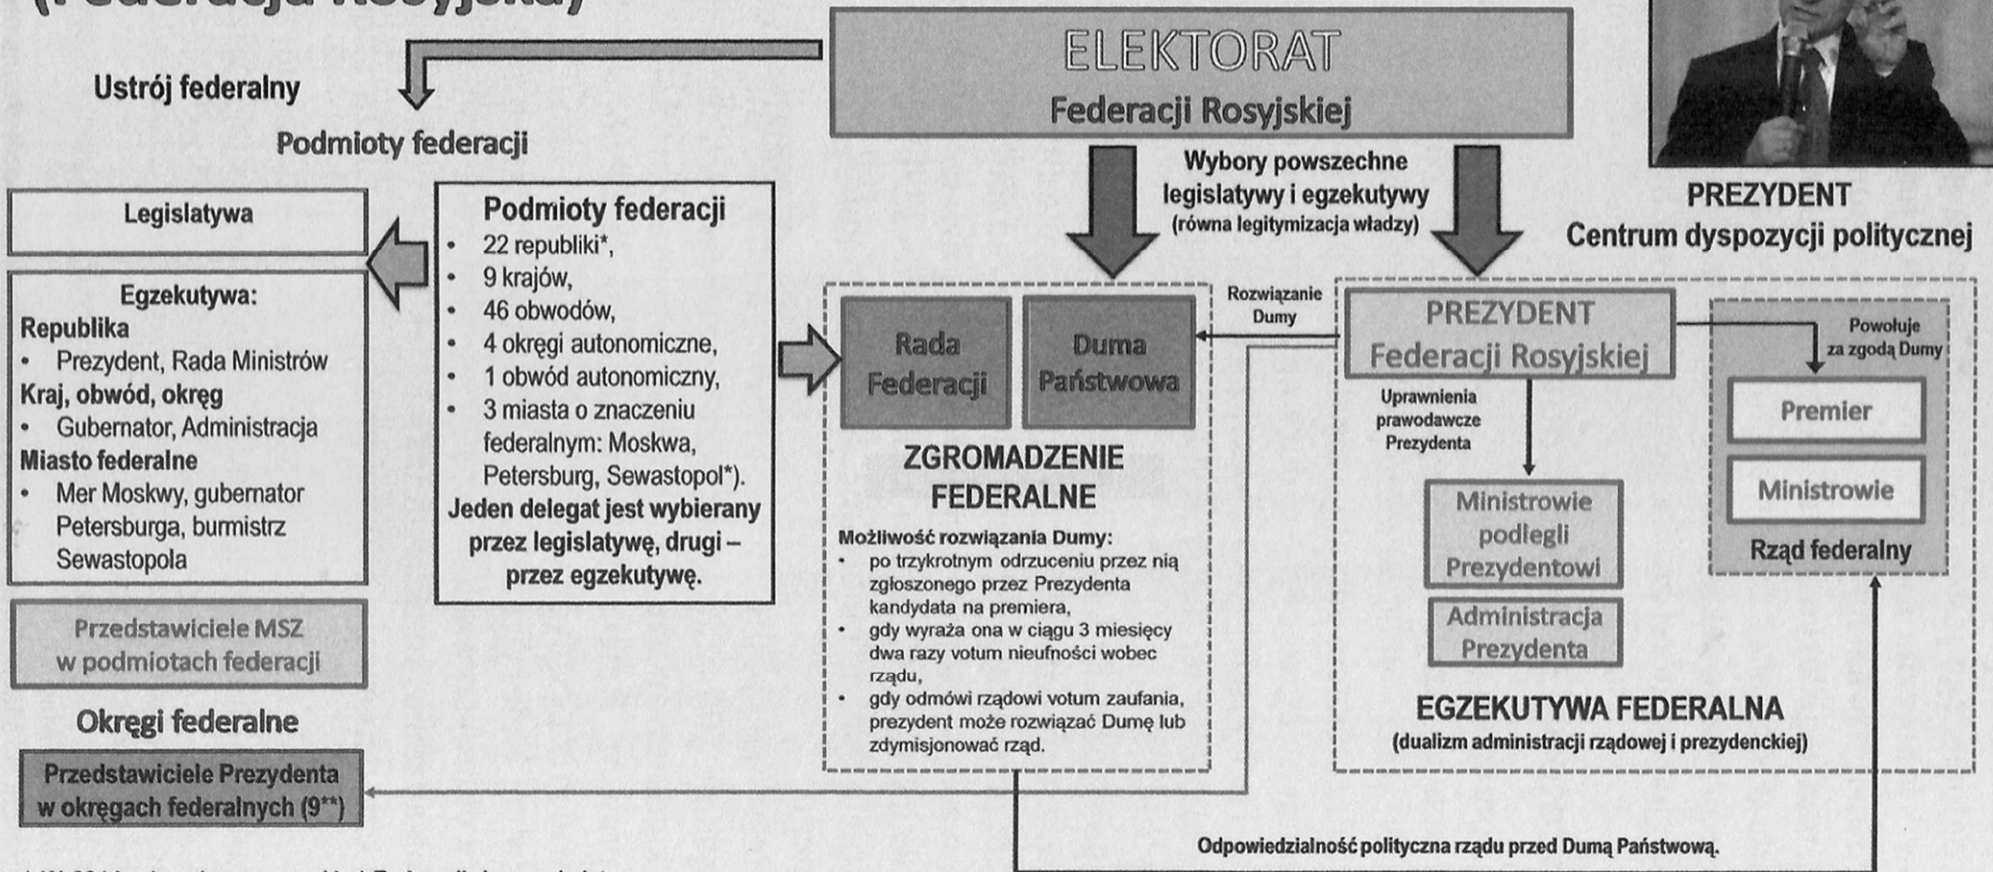 (Federacja Rosyjska)
ELEKTORAT
Federacji Rosyjskiej
Ustrój federalny
Podmioty federacji
Wybory powszechne
legislatywy i egzekutywy
(równa legitymizacja władzy)
PREZYDENT
Centrum dyspozycji politycznej
Legislatywa
Egzekutywa:
Republika
• Prezydent, Rada Ministrów
Kraj, obwód, okręg
• Gubernator, Administracja
Miasto federalne
• Mer Moskwy, gubernator
Petersburga, burmistrz
Sewastopola
Przedstawiciele MSZ
w podmiotach federacji
Okręgi federalne
Przedstawiciele Prezydenta
w okręgach federalnych (9**)
Podmioty federacji
• 22 republiki*,
• 9 krajów,
• 46 obwodów,
• 4 okręgi autonomiczne,
• 1 obwód autonomiczny,
• 3 miasta o znaczeniu
federalnym: Moskwa,
Petersburg, Sewastopol*).
Jeden delegat jest wybierany
przez legislatywę, drugi –
przez egzekutywę.
Rada
Federacji
Duma
Państwowa
ZGROMADZENIE
FEDERALNE
Możliwość rozwiązania Dumy:
• po trzykrotnym odrzuceniu przez nią
zgłoszonego przez Prezydenta
kandydata na premiera,
• gdy wyraża ona w ciągu 3 miesięcy
dwa razy votum nieufności wobec
rządu,
• gdy odmówi rządowi votum zaufania,
prezydent może rozwiązać Dumę lub
zdymisjonować rząd.
Rozwiązanie
Dumy
PREZYDENT
Federacji Rosyjskiej
Uprawnienia
prawodawcze
Prezydenta
Ministrowie
podlegli
Prezydentowi
Administracja
Prezydenta
Powołuje
za zgodą Dumy
Premier
Ministrowie
Rząd federalny
EGZEKUTYWA FEDERALNA
(dualizm administracji rządowej i prezydenckiej)
Odpowiedzialność polityczna rządu przed Dumą Państwową.